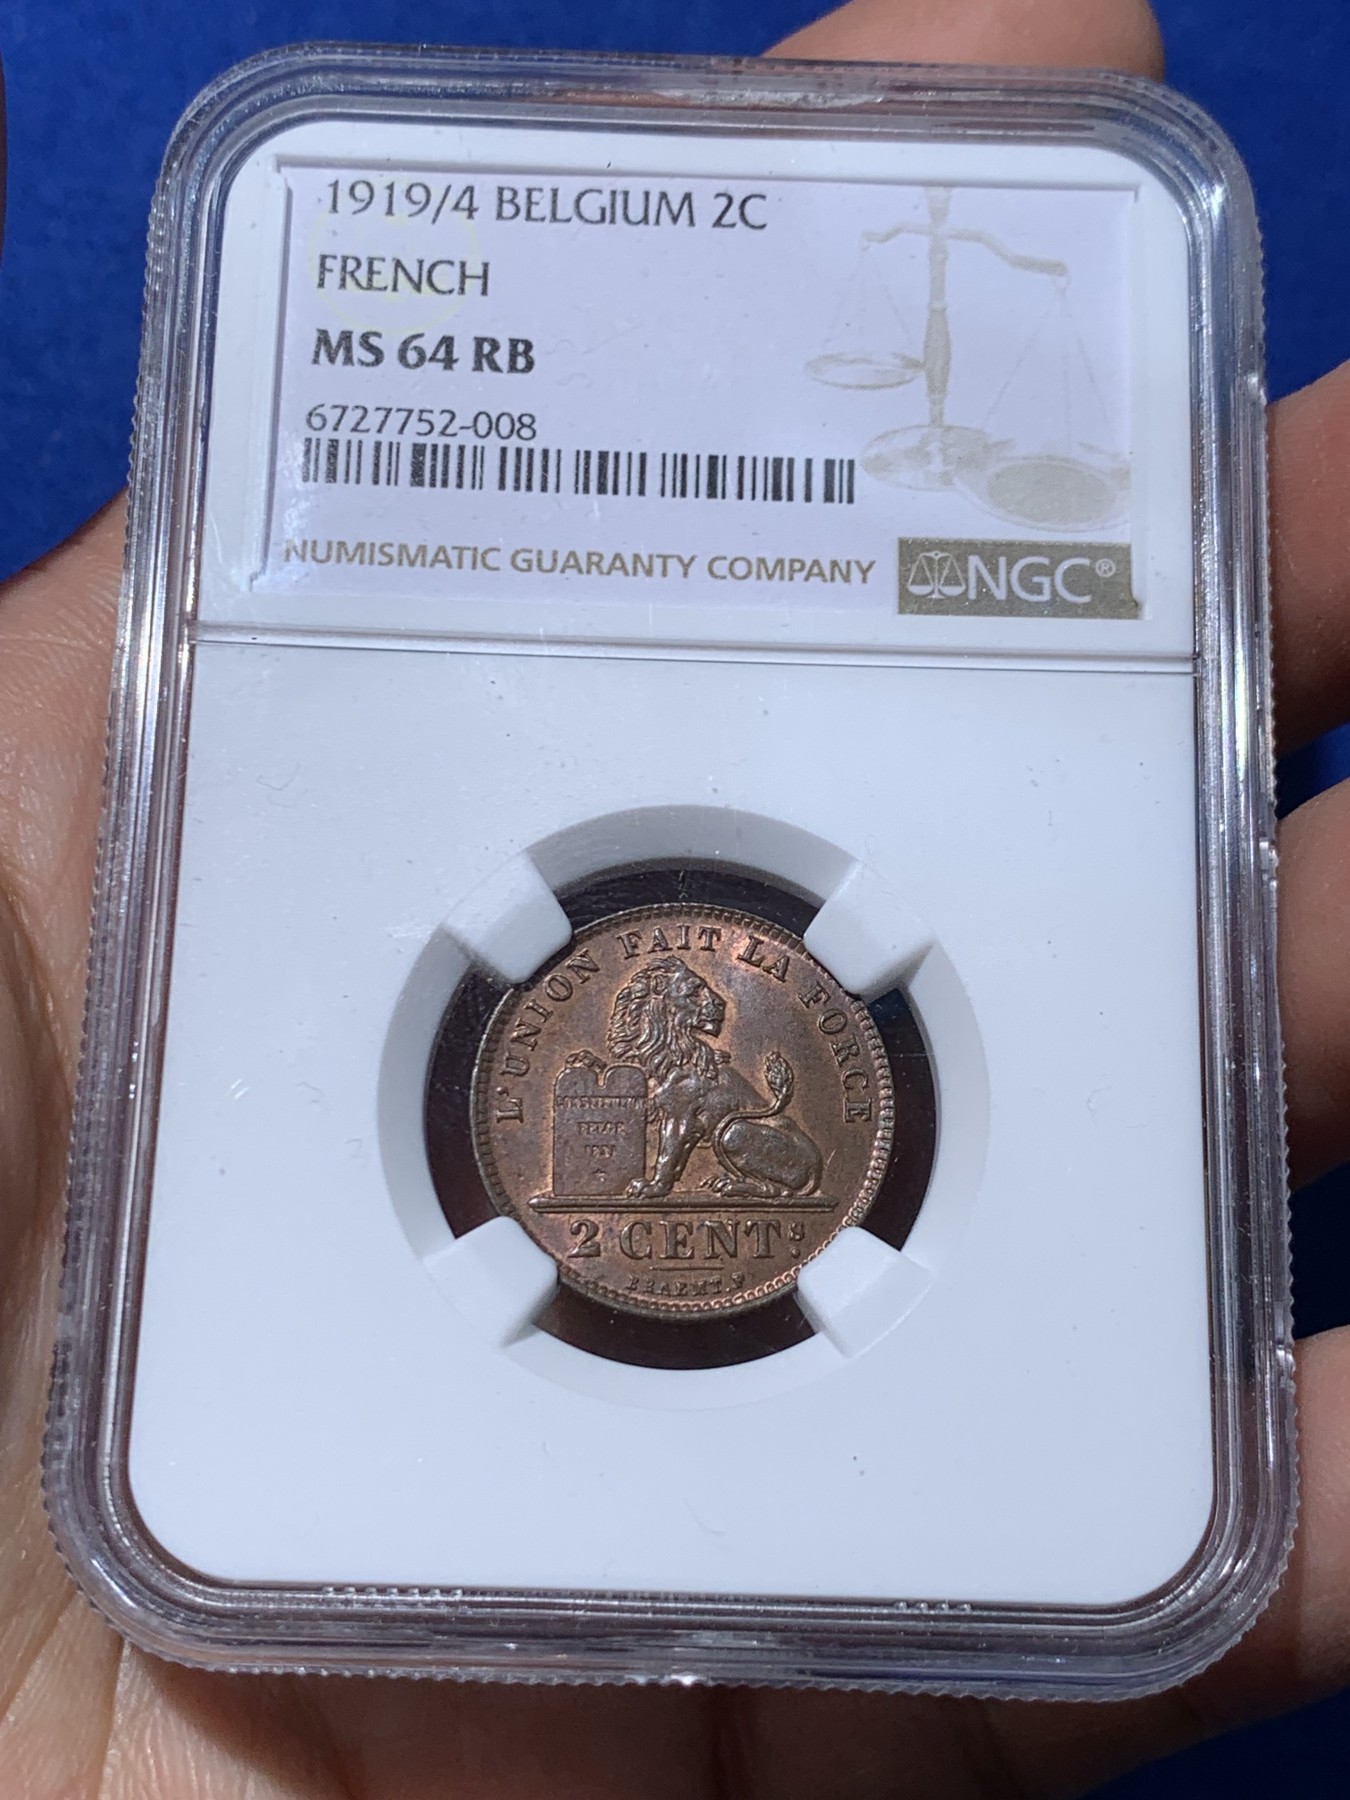 1919/4 BELGIUM 2C
FRENCH
MS 64 RB
6727752-008
NUMISMATIC GUARANTY COMPANY
NGC®
L'UNION FAIT LA FORCE
2 CENTS.
BRAEMT.F